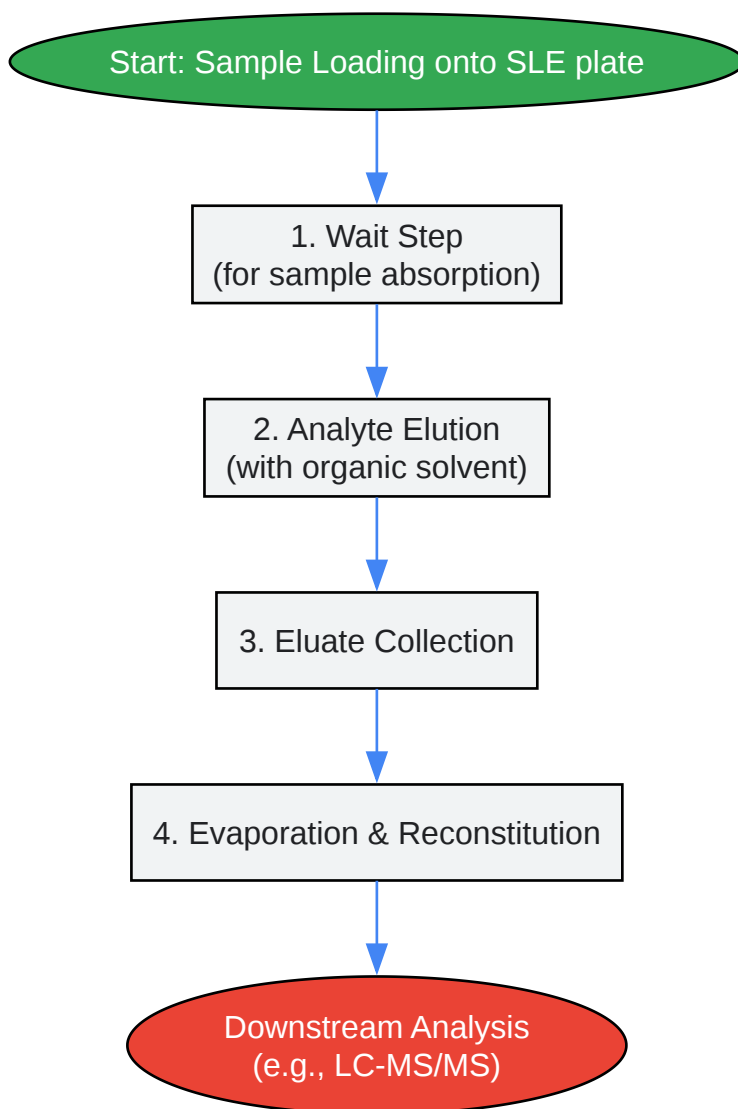 Start: Sample Loading onto SLE plate
1. Wait Step
(for sample absorption)
2. Analyte Elution
(with organic solvent)
3. Eluate Collection
4. Evaporation & Reconstitution
Downstream Analysis
(e.g., LC-MS/MS)